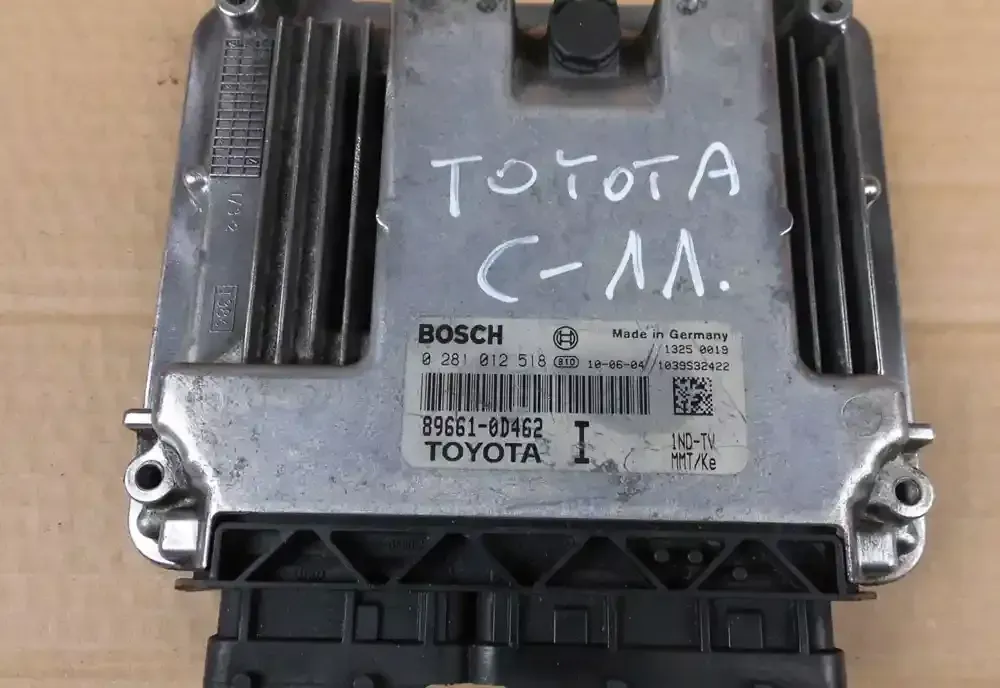 TOYOTA
C-11.
BOSCH
Made in Germany
1325 0019
0 281 012 518 B10 10-06-04 1039S32422
89661-0D462 I
TOYOTA
1ND-TV
MMT/Ke